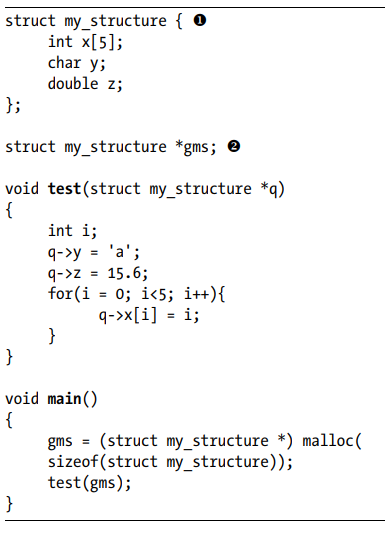 struct my_structure { ❶
     int x[5];
     char y;
     double z;
};

struct my_structure *gms; ❷

void test(struct my_structure *q)
{
     int i;
     q->y = 'a';
     q->z = 15.6;
     for(i = 0; i<5; i++){
          q->x[i] = i;
     }
}

void main()
{
     gms = (struct my_structure *) malloc(
     sizeof(struct my_structure));
     test(gms);
}